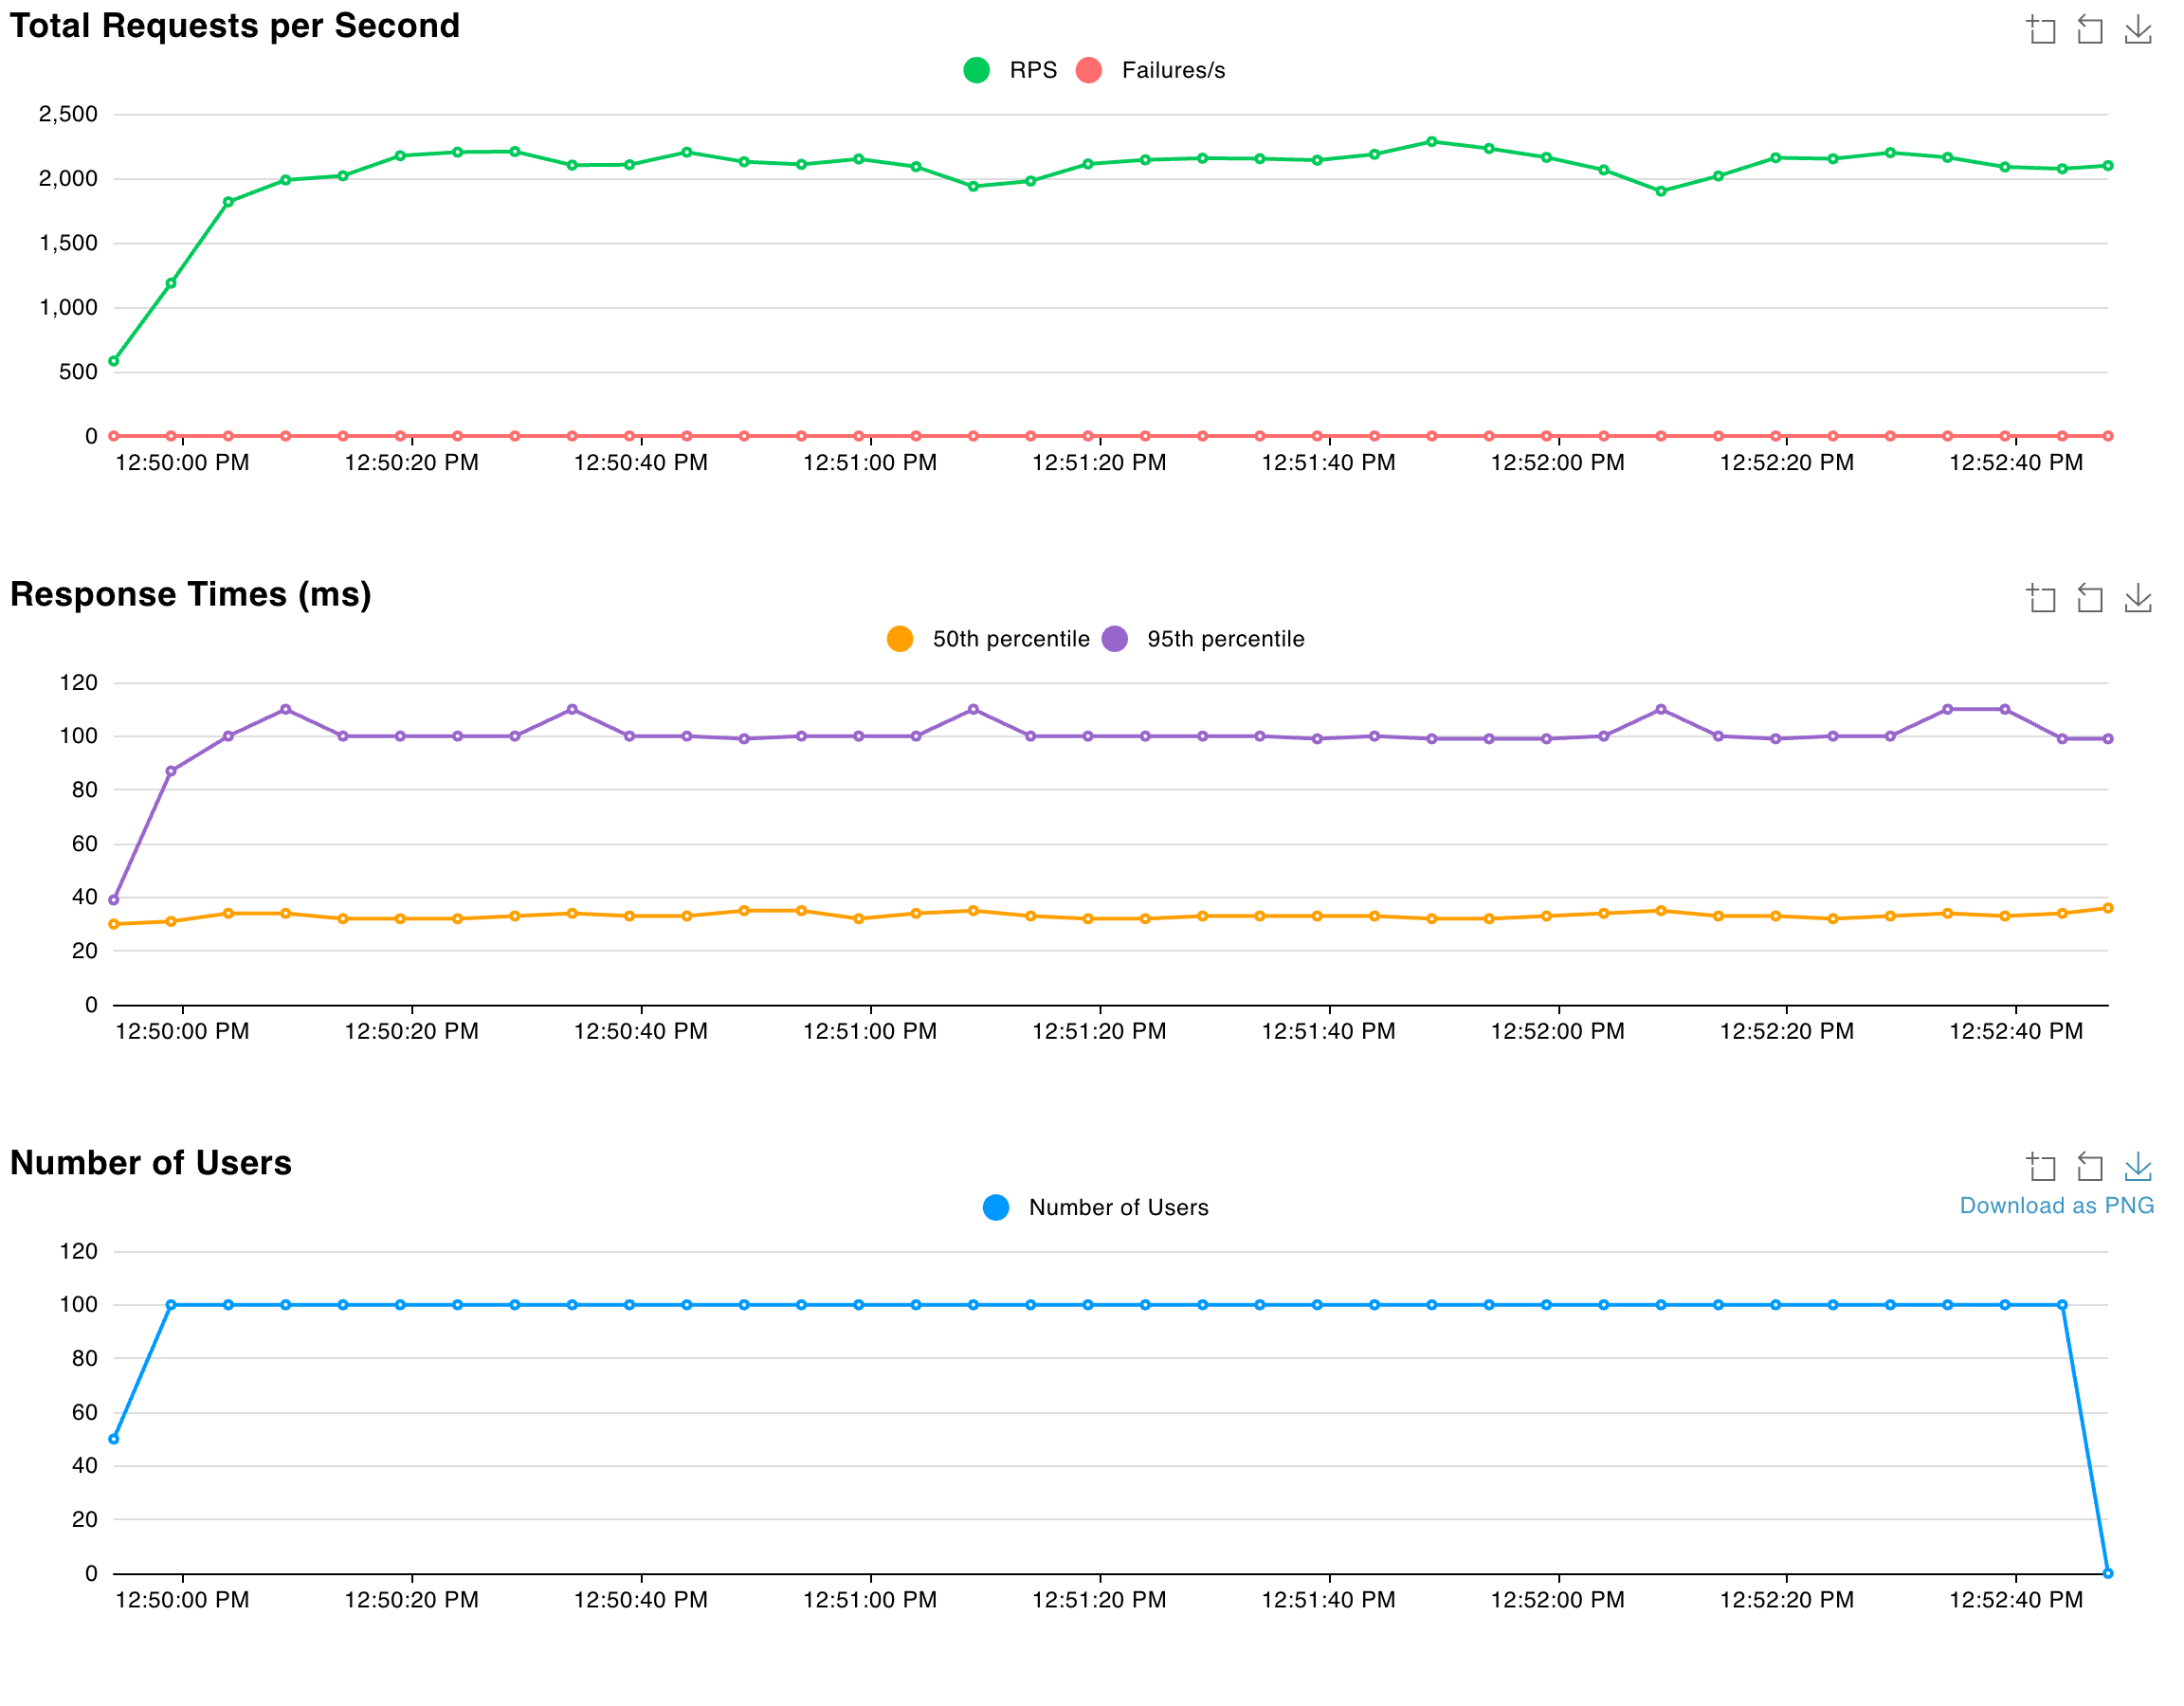 Total Requests per Second
RPS Failures/s
2,500
2,000
1,500
1,000
500
0
12:50:00 PM 12:50:20 PM 12:50:40 PM 12:51:00 PM 12:51:20 PM 12:51:40 PM 12:52:00 PM 12:52:20 PM 12:52:40 PM
Response Times (ms)
50th percentile 95th percentile
120
100
80
60
40
20
0
12:50:00 PM 12:50:20 PM 12:50:40 PM 12:51:00 PM 12:51:20 PM 12:51:40 PM 12:52:00 PM 12:52:20 PM 12:52:40 PM
Number of Users
Number of Users
Download as PNG
120
100
80
60
40
20
0
12:50:00 PM 12:50:20 PM 12:50:40 PM 12:51:00 PM 12:51:20 PM 12:51:40 PM 12:52:00 PM 12:52:20 PM 12:52:40 PM